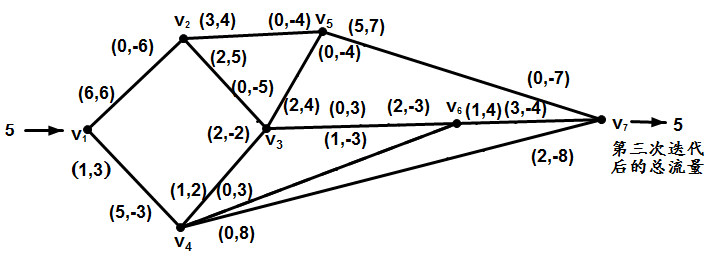 v₂ (3,4) (0,-4) v₅ (5,7)
(0,-6) (0,-4)
(2,5)
(6,6) (0,-5) (0,-7)
(2,4) (0,3) (2,-3) v₆ (1,4) (3,-4)
5 v₁ (2,-2) v₃ (1,-3) v₇ 5
(1,3) 第三次迭代
后的总流量
(1,2) (0,3) (2,-8)
(5,-3)
v₄ (0,8)